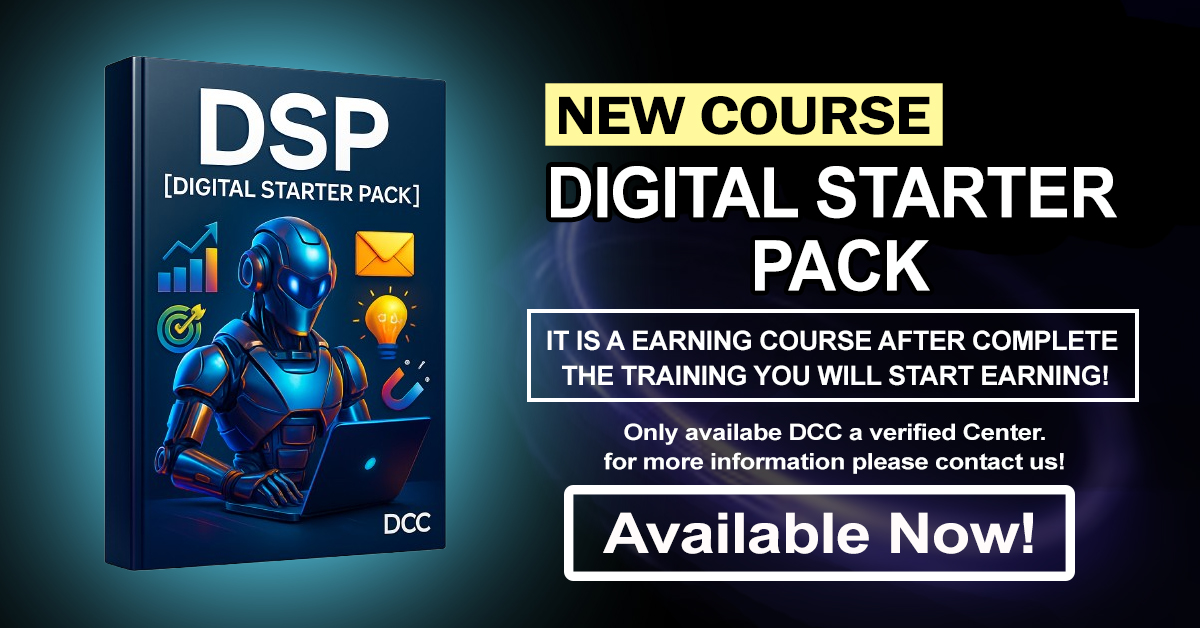 DSP
[DIGITAL STARTER PACK]
DCC
NEW COURSE
DIGITAL STARTER
PACK
IT IS A EARNING COURSE AFTER COMPLETE
THE TRAINING YOU WILL START EARNING!
Only availabe DCC a verified Center.
for more information please contact us!
Available Now!